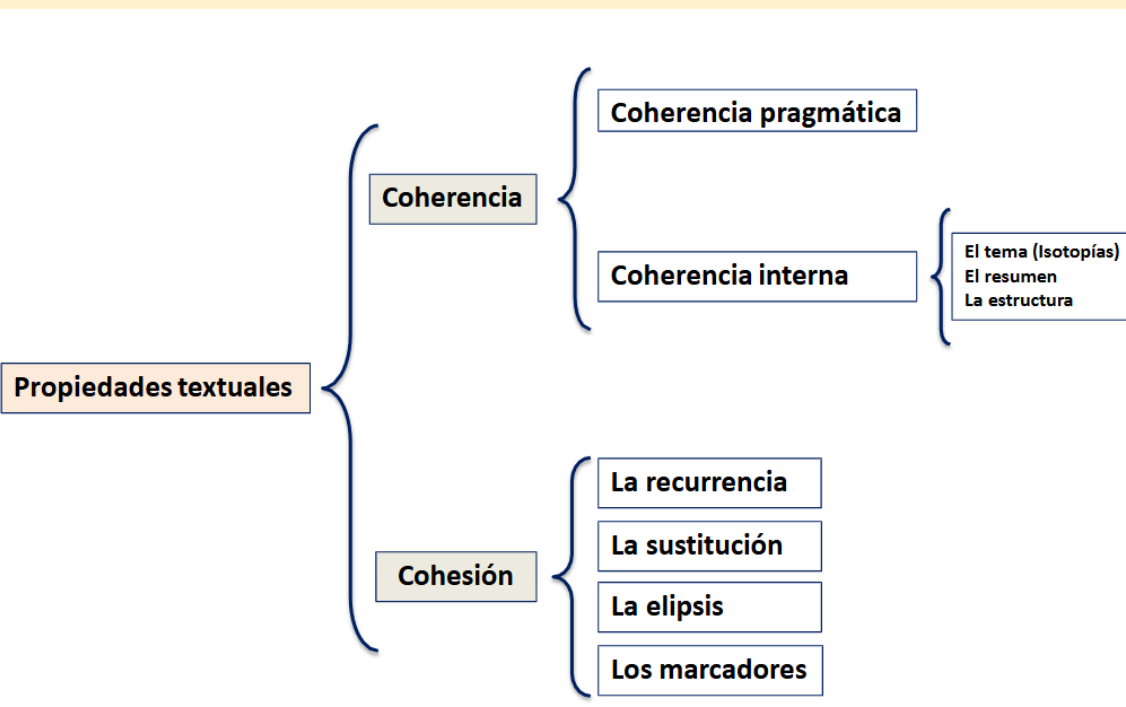 Propiedades textuales
Coherencia
Coherencia pragmática
Coherencia interna
El tema (Isotopías)
El resumen
La estructura
Cohesión
La recurrencia
La sustitución
La elipsis
Los marcadores